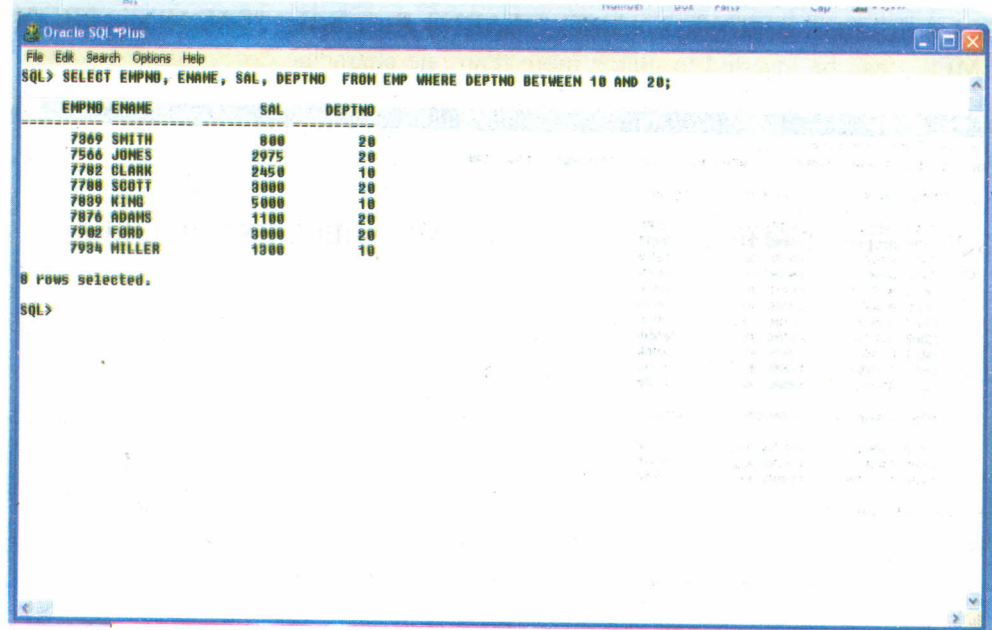 Oracle SQL*Plus
File Edit Search Options Help
SQL> SELECT EMPNO, ENAME, SAL, DEPTNO FROM EMP WHERE DEPTNO BETWEEN 10 AND 20;
EMPNO ENAME SAL DEPTNO
7369 SMITH 800 20
7566 JONES 2975 20
7782 CLARK 2450 10
7788 SCOTT 3000 20
7839 KING 5000 10
7876 ADAMS 1100 20
7902 FORD 3000 20
7934 MILLER 1300 10
8 rows selected.
SQL>